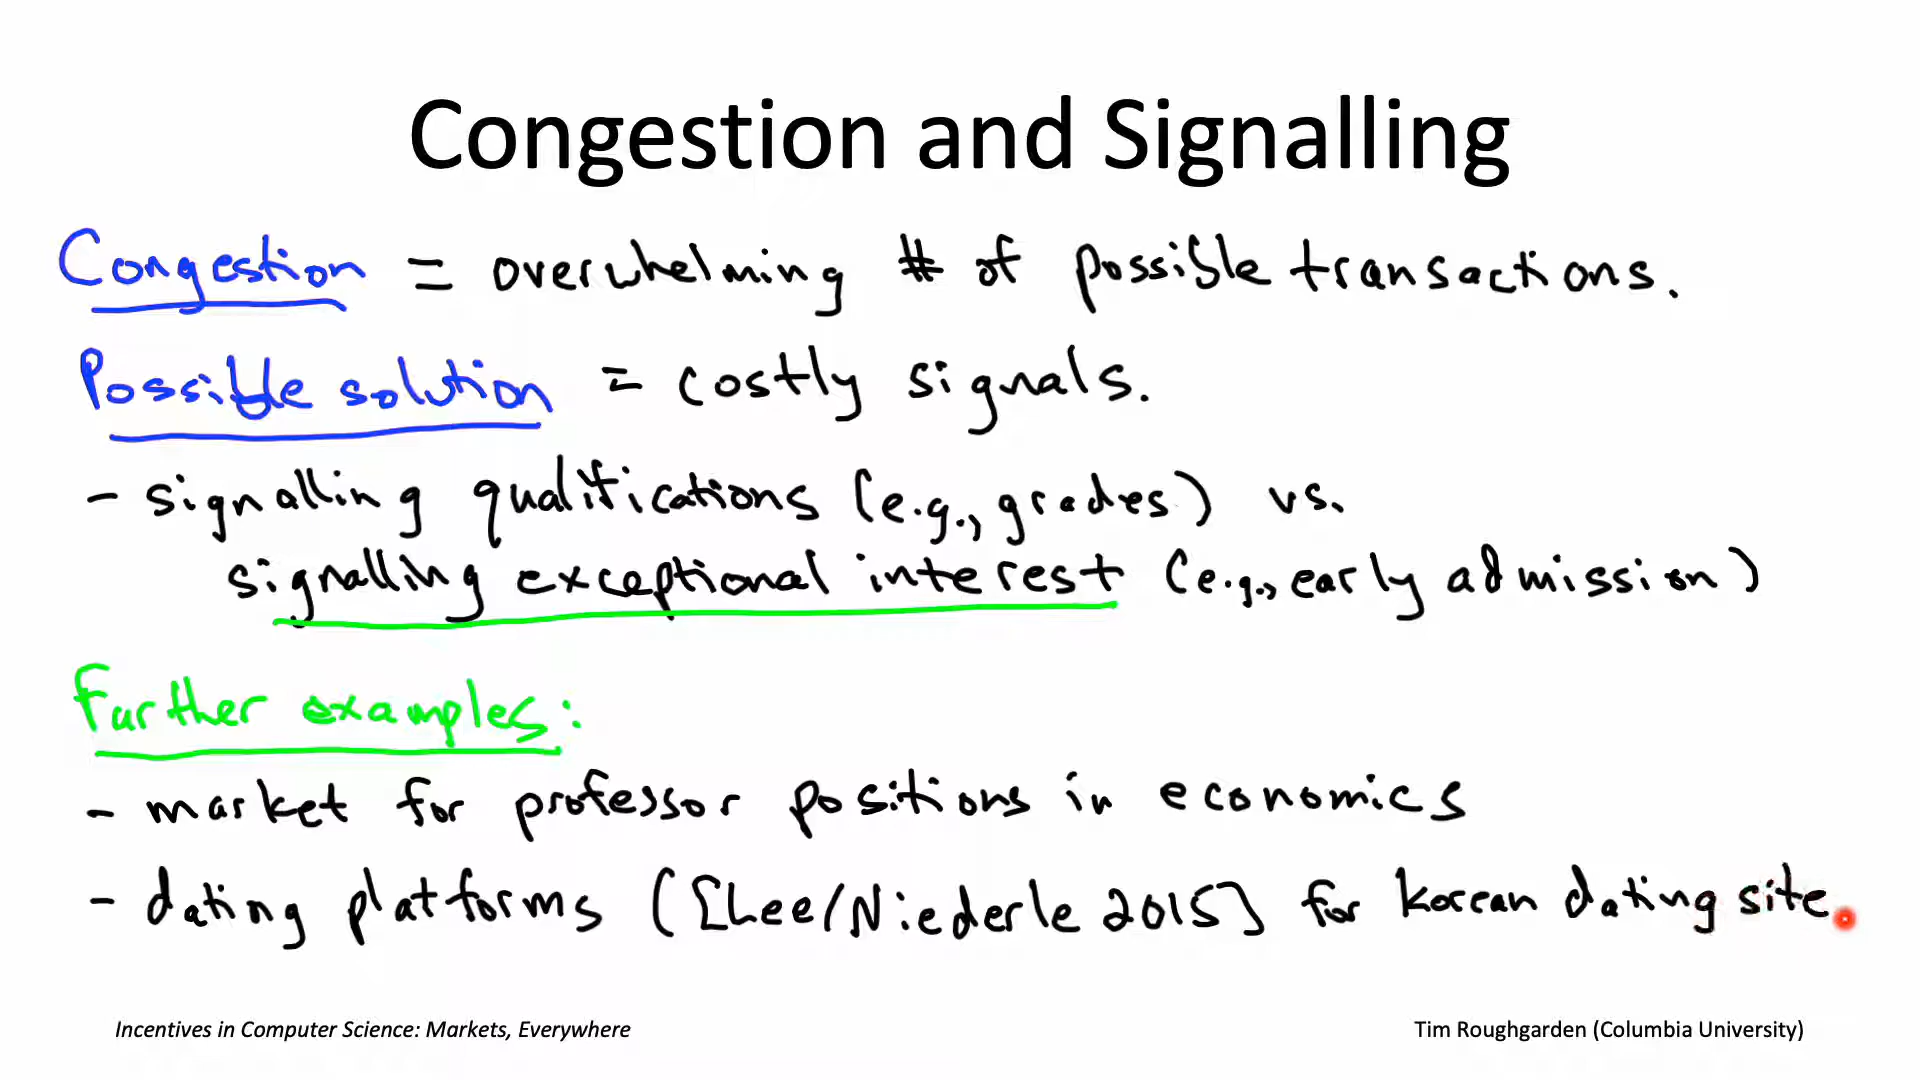 Congestion and Signalling
Congestion = overwhelming # of possible transactions.
Possible solution = costly signals.
- signalling qualifications (e.g., grades) vs.
signalling exceptional interest (e.g., early admission)
Further examples:
- market for professor positions in economics
- dating platforms ([Lee/Niederle 2015] for Korean dating site.
Incentives in Computer Science: Markets, Everywhere
Tim Roughgarden (Columbia University)